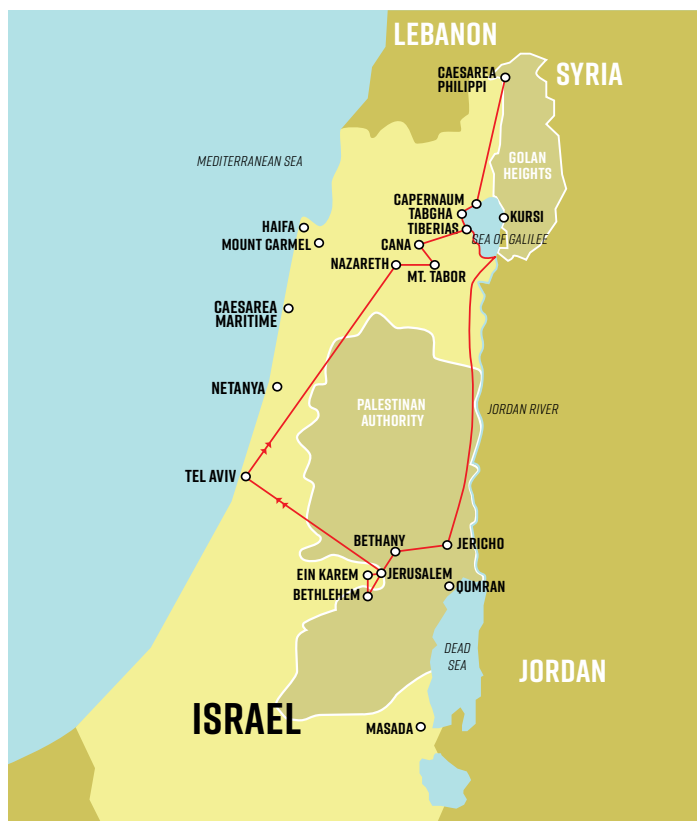 LEBANON
CAESAREA
PHILIPPI
SYRIA
MEDITERRANEAN SEA
GOLAN
HEIGHTS
CAPERNAUM
TABGHA
KURSI
HAIFA
TIBERIAS
SEA OF GALILEE
MOUNT CARMEL
CANA
NAZARETH
MT. TABOR
CAESAREA
MARITIME
NETANYA
PALESTINAN
AUTHORITY
JORDAN RIVER
TEL AVIV
BETHANY
JERICHO
EIN KAREM
JERUSALEM
QUMRAN
BETHLEHEM
DEAD
SEA
JORDAN
ISRAEL
MASADA